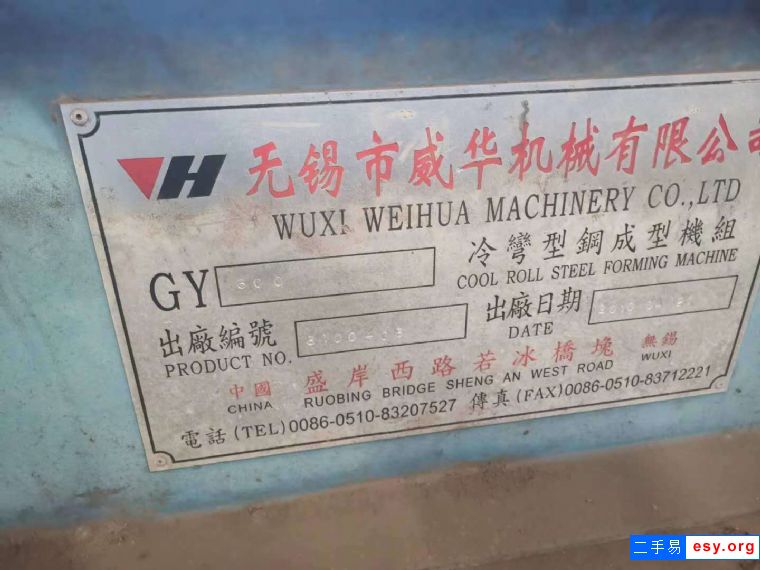 VH 无锡市威华机械有限公司
WUXI WEIHUA MACHINERY CO.,LTD
冷彎型鋼成型機組
COOL ROLL STEEL FORMING MACHINE
GY 600
出廠編號
PRODUCT NO.
出廠日期
DATE
中國 盛岸西路若冰橋堍 無錫
CHINA RUOBING BRIDGE SHENG AN WEST ROAD WUXI
電話(TEL)0086-0510-83207527 傳真(FAX)0086-0510-83712221
二手易 esy.org